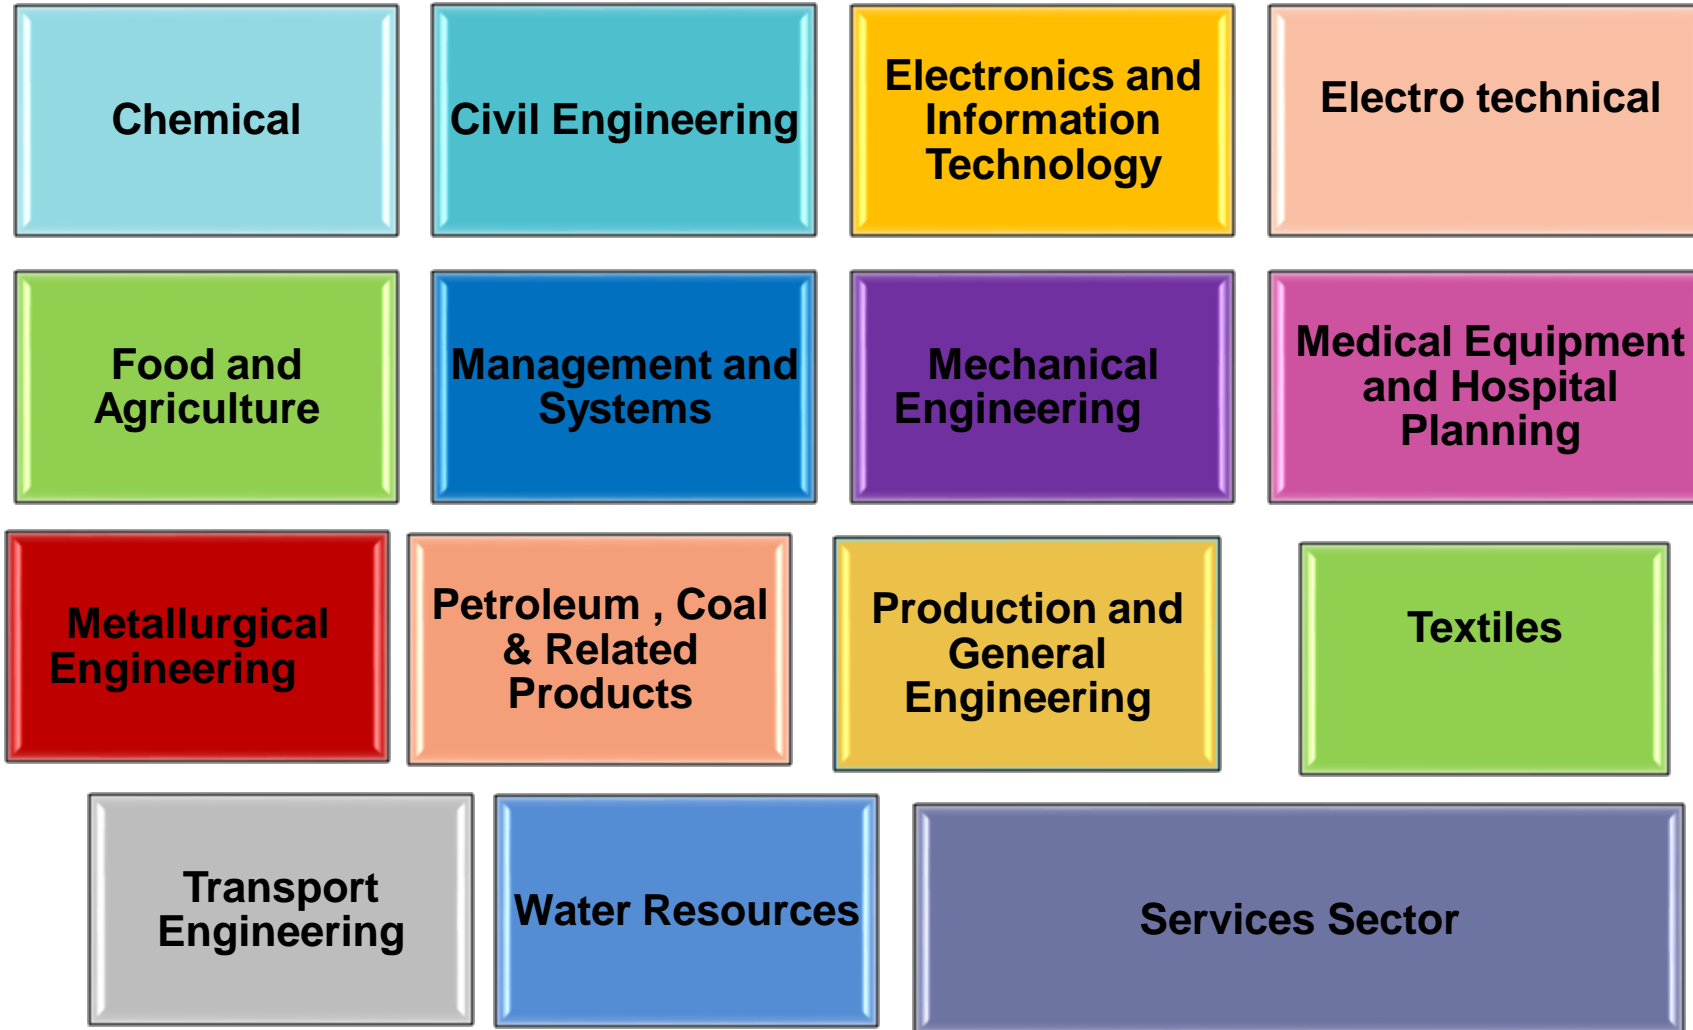 Chemical
Civil Engineering
Electronics and
Information
Technology
Electro technical
Food and
Agriculture
Management and
Systems
Mechanical
Engineering
Medical Equipment
and Hospital
Planning
Metallurgical
Engineering
Petroleum , Coal
& Related
Products
Production and
General
Engineering
Textiles
Transport
Engineering
Water Resources
Services Sector